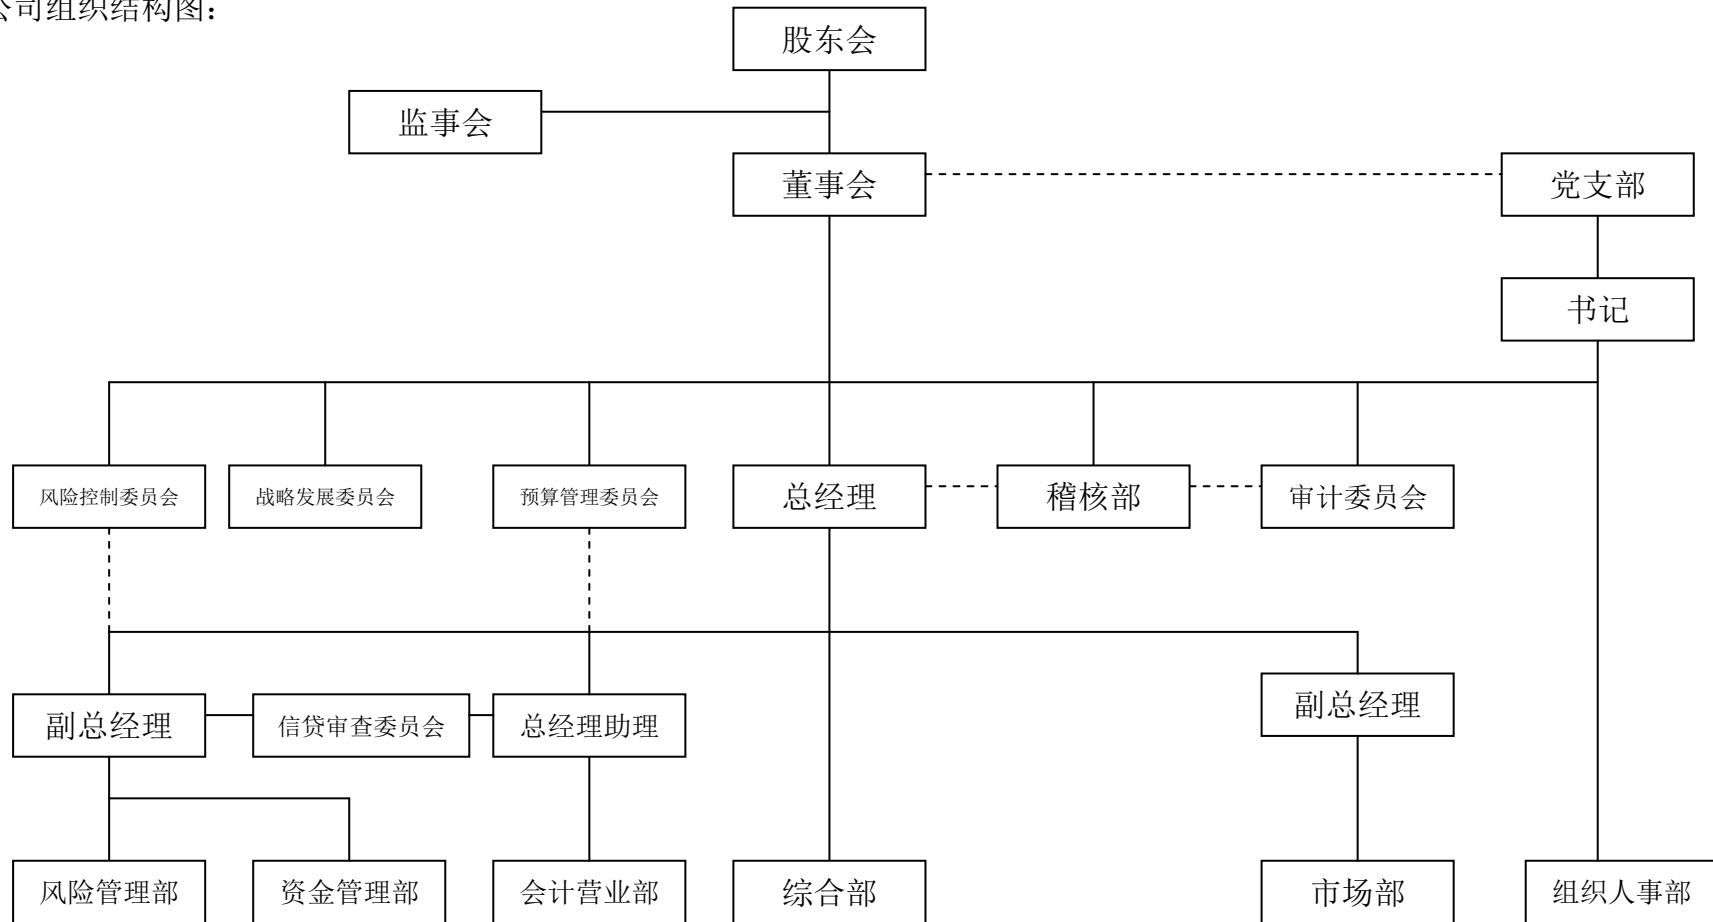 公司组织结构图：
股东会
监事会
董事会
党支部
书记
风险控制委员会
战略发展委员会
预算管理委员会
总经理
稽核部
审计委员会
副总经理
信贷审查委员会
总经理助理
副总经理
风险管理部
资金管理部
会计营业部
综合部
市场部
组织人事部